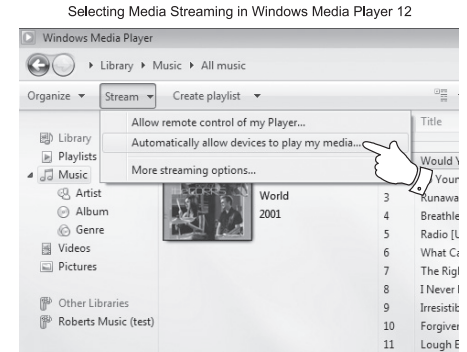 Selecting Media Streaming in Windows Media Player 12
Windows Media Player
Library Music All music
Organize Stream Create playlist
Allow remote control of my Player...
Automatically allow devices to play my media...
More streaming options...
Title
Library
Playlists
Music
Artist
Album
Genre
Videos
Pictures
Other Libraries
Roberts Music (test)
World
2001
Would Y
Youn
3 Runawa
4 Breathle
5 Radio [U
6 What Ca
7 The Rig
8 I Never
9 Irresistib
10 Forgiver
11 Lough E